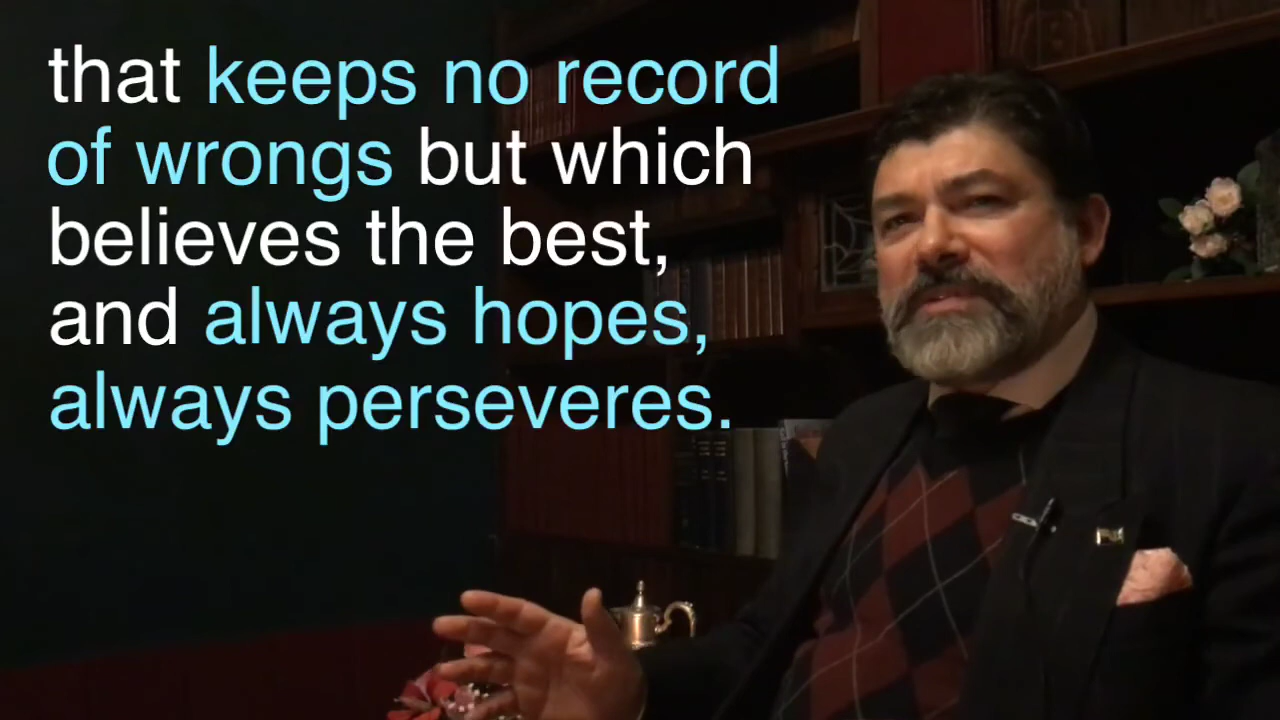 that keeps no record
of wrongs but which
believes the best,
and always hopes,
always perseveres.